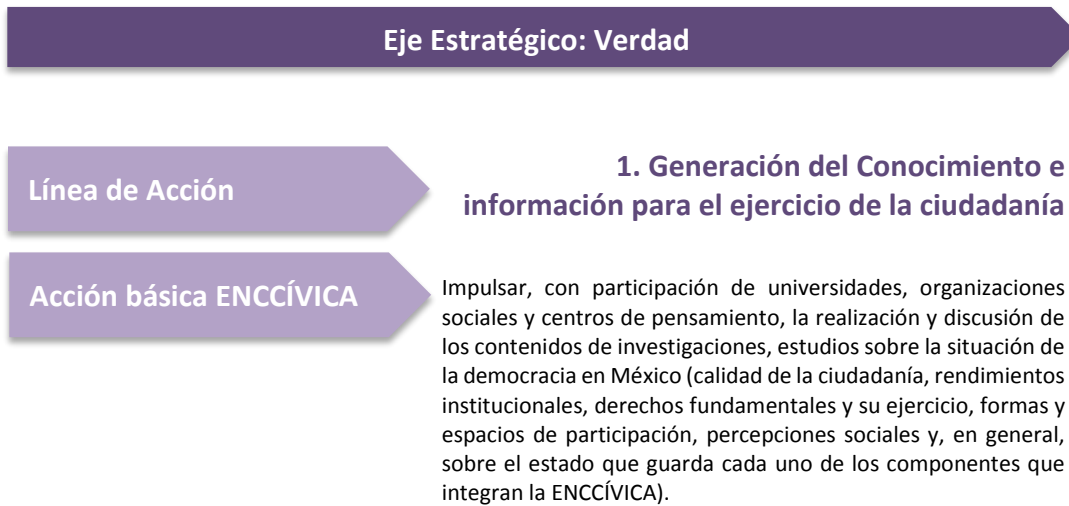 Eje Estratégico: Verdad
Línea de Acción
1. Generación del Conocimiento e
información para el ejercicio de la ciudadanía
Acción básica ENCCÍVICA
Impulsar, con participación de universidades, organizaciones
sociales y centros de pensamiento, la realización y discusión de
los contenidos de investigaciones, estudios sobre la situación de
la democracia en México (calidad de la ciudadanía, rendimientos
institucionales, derechos fundamentales y su ejercicio, formas y
espacios de participación, percepciones sociales y, en general,
sobre el estado que guarda cada uno de los componentes que
integran la ENCCÍVICA).